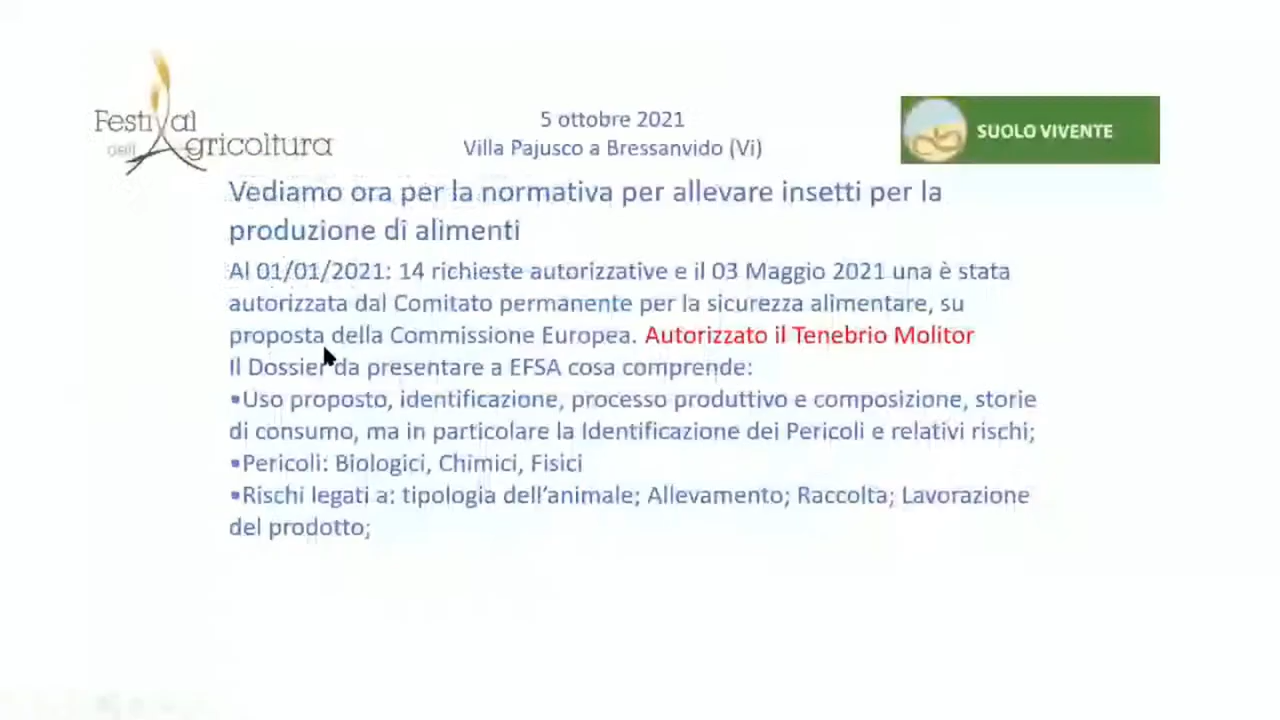 Festival
dell'Agricoltura
5 ottobre 2021
Villa Pajusco a Bressanvido (Vi)
SUOLO VIVENTE
Vediamo ora per la normativa per allevare insetti per la
produzione di alimenti
Al 01/01/2021: 14 richieste autorizzative e il 03 Maggio 2021 una è stata
autorizzata dal Comitato permanente per la sicurezza alimentare, su
proposta della Commissione Europea. Autorizzato il Tenebrio Molitor
Il Dossier da presentare a EFSA cosa comprende:
▪Uso proposto, identificazione, processo produttivo e composizione, storie
di consumo, ma in particolare la Identificazione dei Pericoli e relativi rischi;
▪Pericoli: Biologici, Chimici, Fisici
▪Rischi legati a: tipologia dell'animale; Allevamento; Raccolta; Lavorazione
del prodotto;